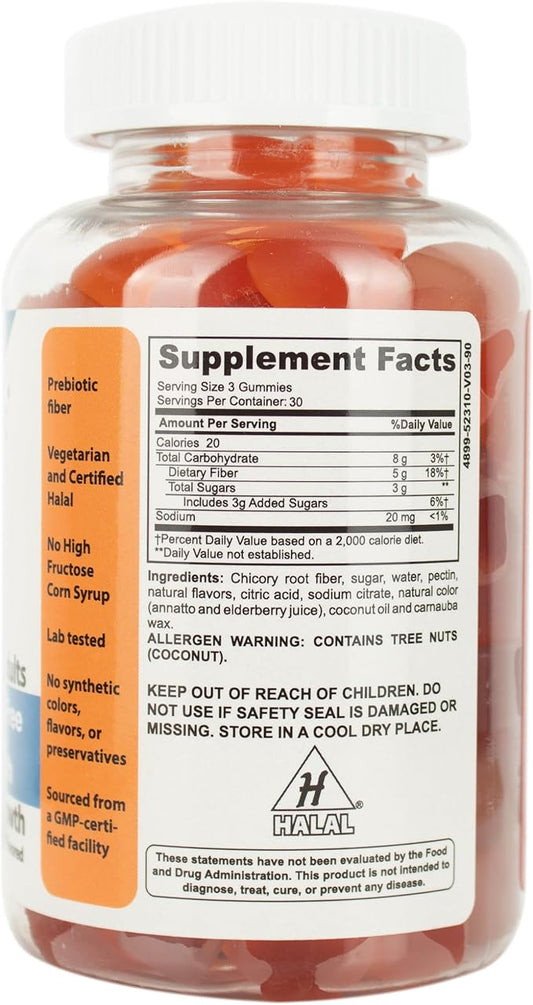 Prebiotic
fiber
Vegetarian
and Certified
Halal
No High
Fructose
Corn Syrup
Lab tested
No synthetic
colors,
flavors, or
preservatives
Sourced from
a GMP-certi-
fied facility
Supplement Facts
Serving Size 3 Gummies
Servings Per Container: 30
Amount Per Serving %Daily Value
Calories 20
Total Carbohydrate 8 g 3%†
Dietary Fiber 5 g 18%†
Total Sugars 3 g **
Includes 3g Added Sugars 6%†
Sodium 20 mg <1%
†Percent Daily Value based on a 2,000 calorie diet.
**Daily Value not established.
4899-52310-V03-90
Ingredients: Chicory root fiber, sugar, water, pectin,
natural flavors, citric acid, sodium citrate, natural color
(annatto and elderberry juice), coconut oil and carnauba
wax.
ALLERGEN WARNING: CONTAINS TREE NUTS
(COCONUT).
KEEP OUT OF REACH OF CHILDREN. DO
NOT USE IF SAFETY SEAL IS DAMAGED OR
MISSING. STORE IN A COOL DRY PLACE.
H
HALAL®
These statements have not been evaluated by the Food
and Drug Administration. This product is not intended to
diagnose, treat, cure, or prevent any disease.